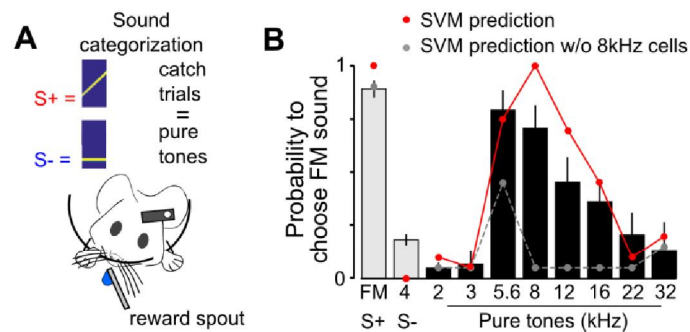 A
Sound
categorization
S+ =
catch
trials
=
pure
tones
S- =
reward spout
B
SVM prediction
SVM prediction w/o 8kHz cells
Probability to
choose FM sound
1
0
FM 4 2 3 5.6 8 12 16 22 32
S+ S- Pure tones (kHz)